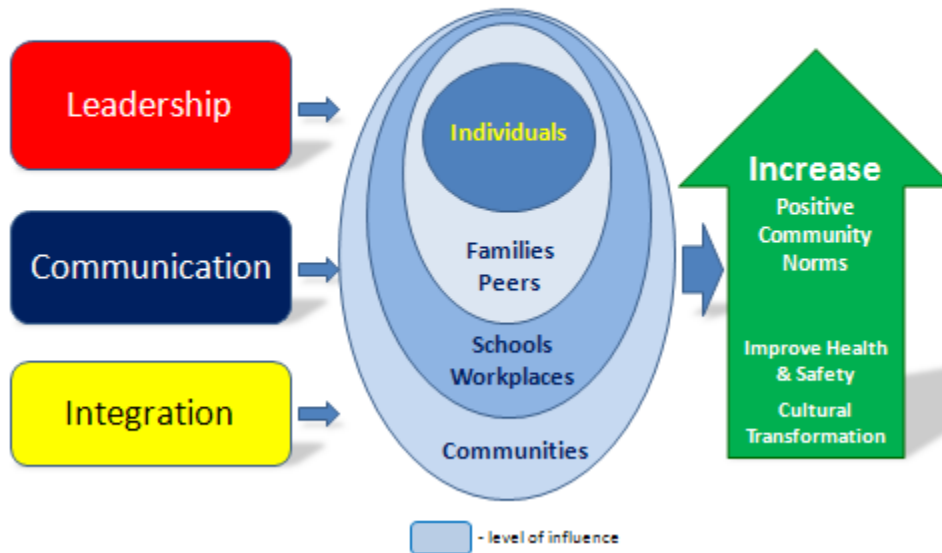 Leadership
Communication
Integration
Individuals
Families
Peers
Schools
Workplaces
Communities
Increase
Positive
Community
Norms
Improve Health
& Safety
Cultural
Transformation
- level of influence